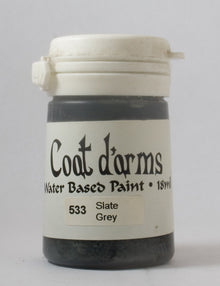 Coat d'arms
Water Based Paint • 18ml
533 Slate
Grey